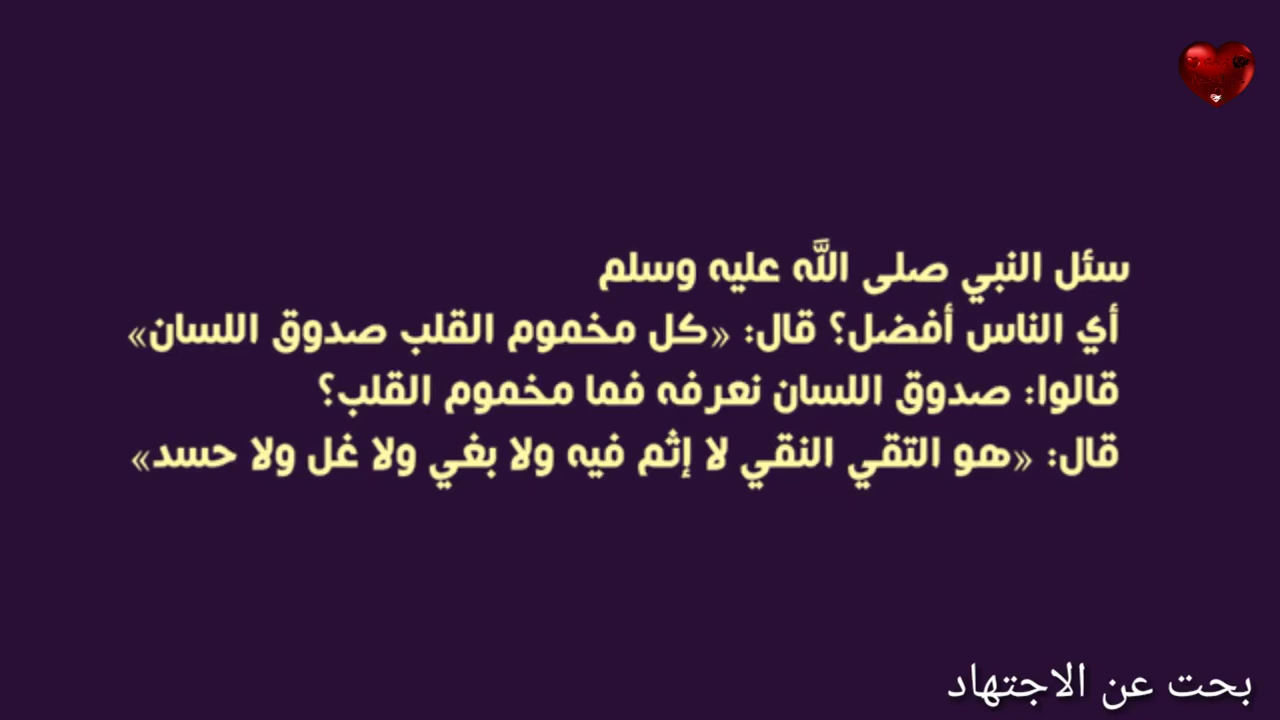 سئل النبي صلى الله عليه وسلم
أي الناس أفضل؟ قال: «كل مخموم القلب صدوق اللسان»
قالوا: صدوق اللسان نعرفه فما مخموم القلب؟
قال: «هو التقي النقي لا إثم فيه ولا بغي ولا غل ولا حسد»
بحت عن الاجتهاد